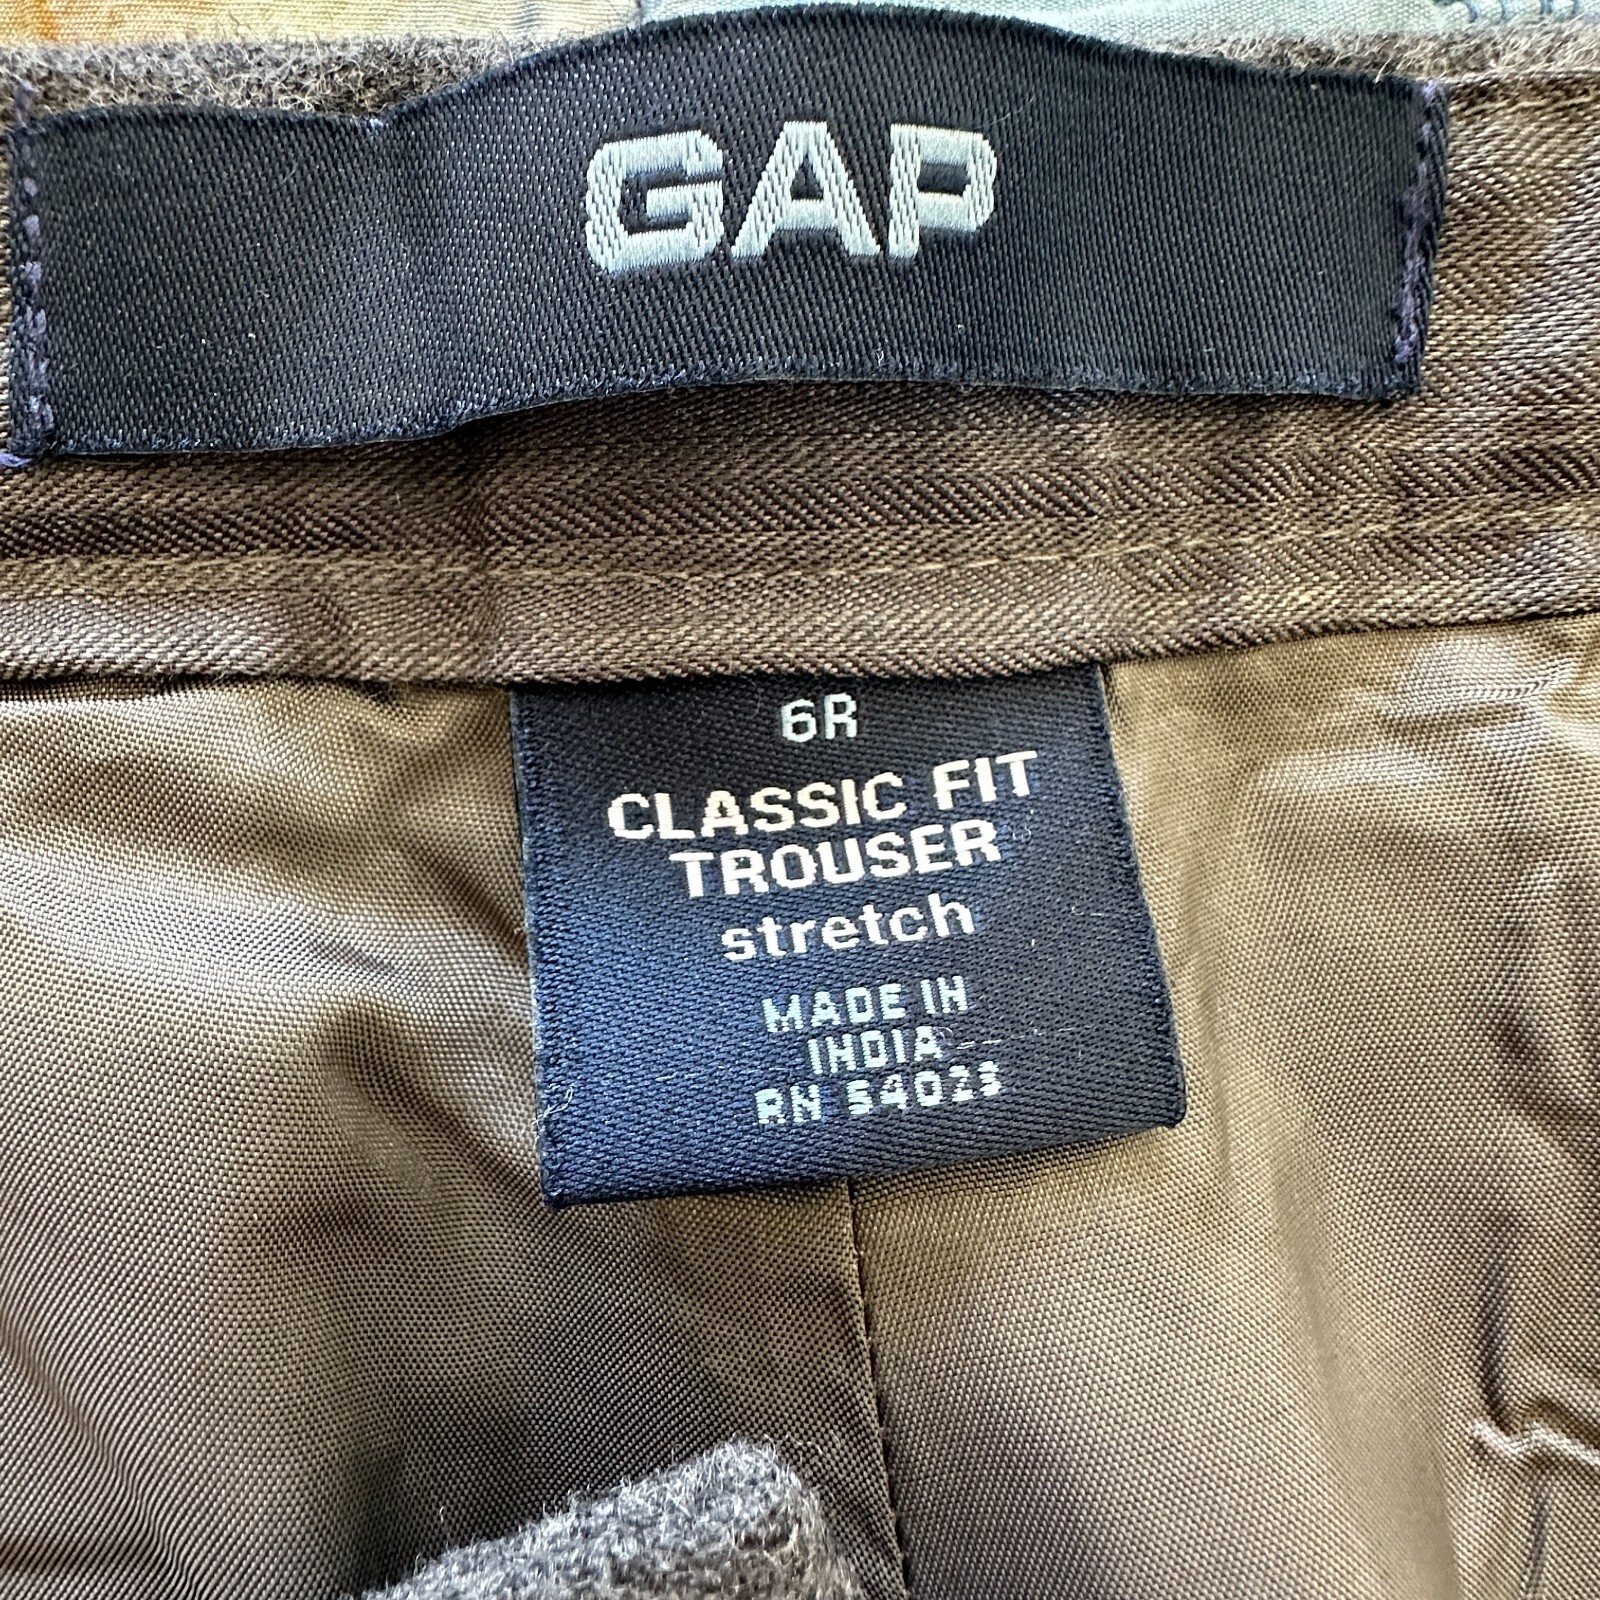 GAP
6R
CLASSIC FIT
TROUSER
stretch
MADE IN
INDIA
RN 54023